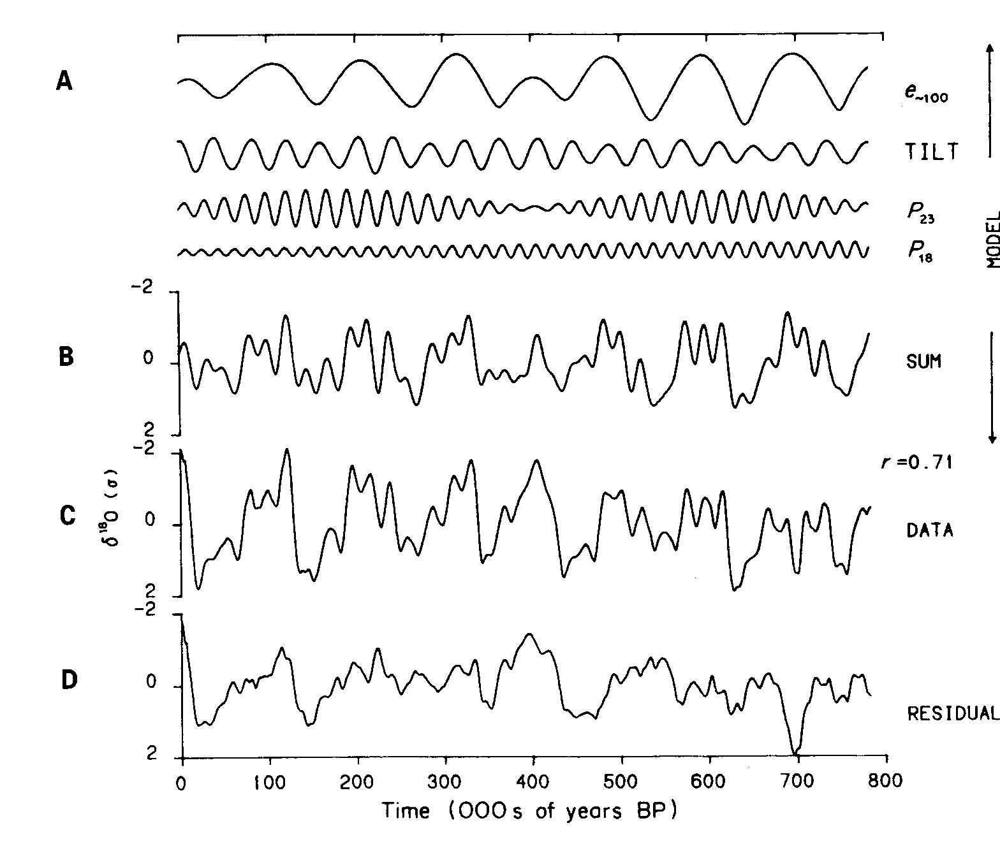 A
e~100
TILT
P23
P18
MODEL
-2
B
0
SUM
2
-2
r=0.71
C
δ18O (σ)
0
DATA
2
-2
D
0
RESIDUAL
2
0 100 200 300 400 500 600 700 800
Time (000s of years BP)